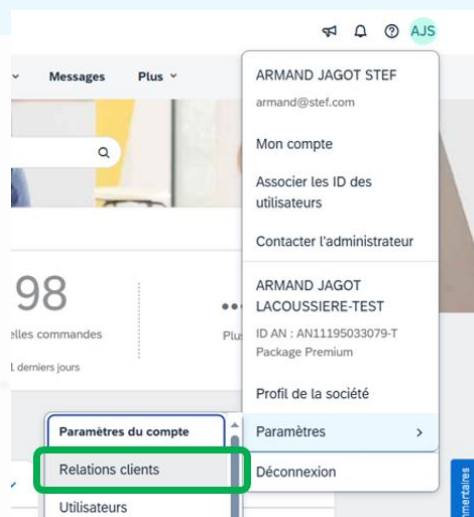 AJS
Messages Plus
ARMAND JAGOT STEF
armand@stef.com
Mon compte
Associer les ID des
utilisateurs
Contacter l'administrateur
98
elles commandes
derniers jours
ARMAND JAGOT
LACOUSSIERE-TEST
ID AN : AN11195033079-T
Package Premium
Profil de la société
Paramètres
Déconnexion
Paramètres du compte
Relations clients
Utilisateurs